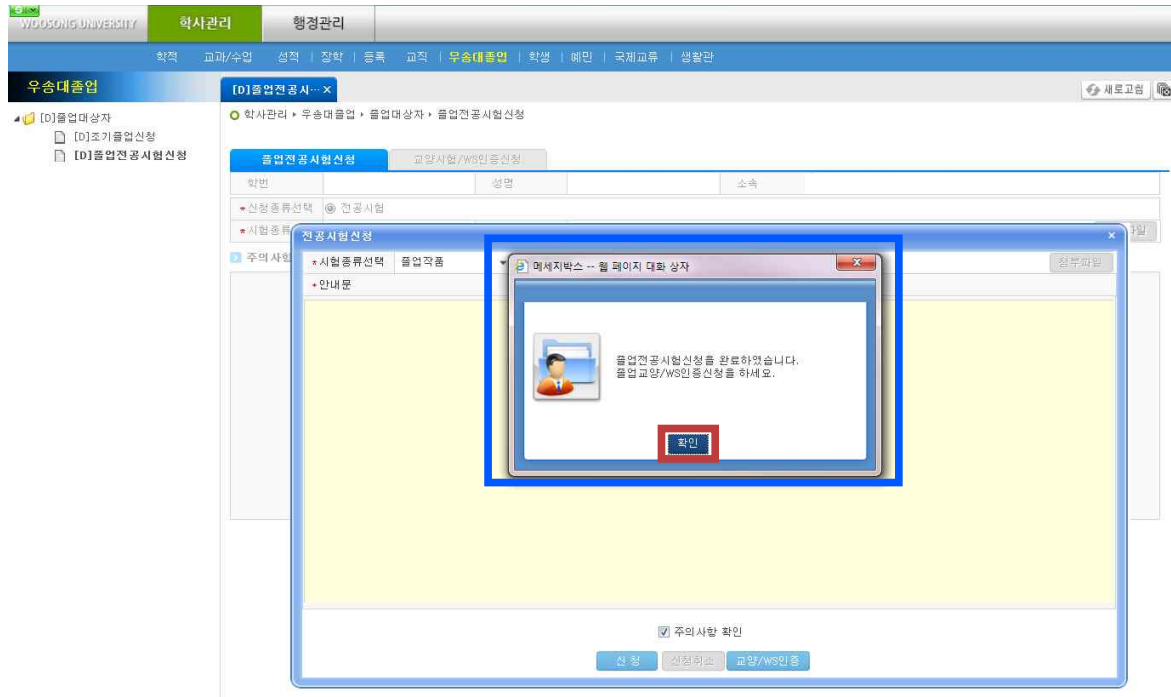 WOOSONG UNIVERSITY 학사관리 행정관리
학적 교과/수업 성적 | 장학 | 등록 교직 | 우송대졸업 | 학생 | 예민 | 국제교류 | 생활관
우송대졸업 [D]졸업전공시… × 새로고침
[D]졸업대상자
[D]조기졸업신청
[D]졸업전공시험신청
학사관리 ▸ 우송대졸업 ▸ 졸업대상자 ▸ 졸업전공시험신청
졸업전공시험신청 교양시험/WS인증신청
학번 성명 소속
신청종류선택 전공시험
시험종류
주의사항
전공시험신청 ×
시험종류선택 졸업작품 첨부파일
안내문
메세지박스 -- 웹 페이지 대화 상자
졸업전공시험신청을 완료하였습니다.
졸업교양/WS인증신청을 하세요.
확인
주의사항 확인
신 청 신청취소 교양/WS인증